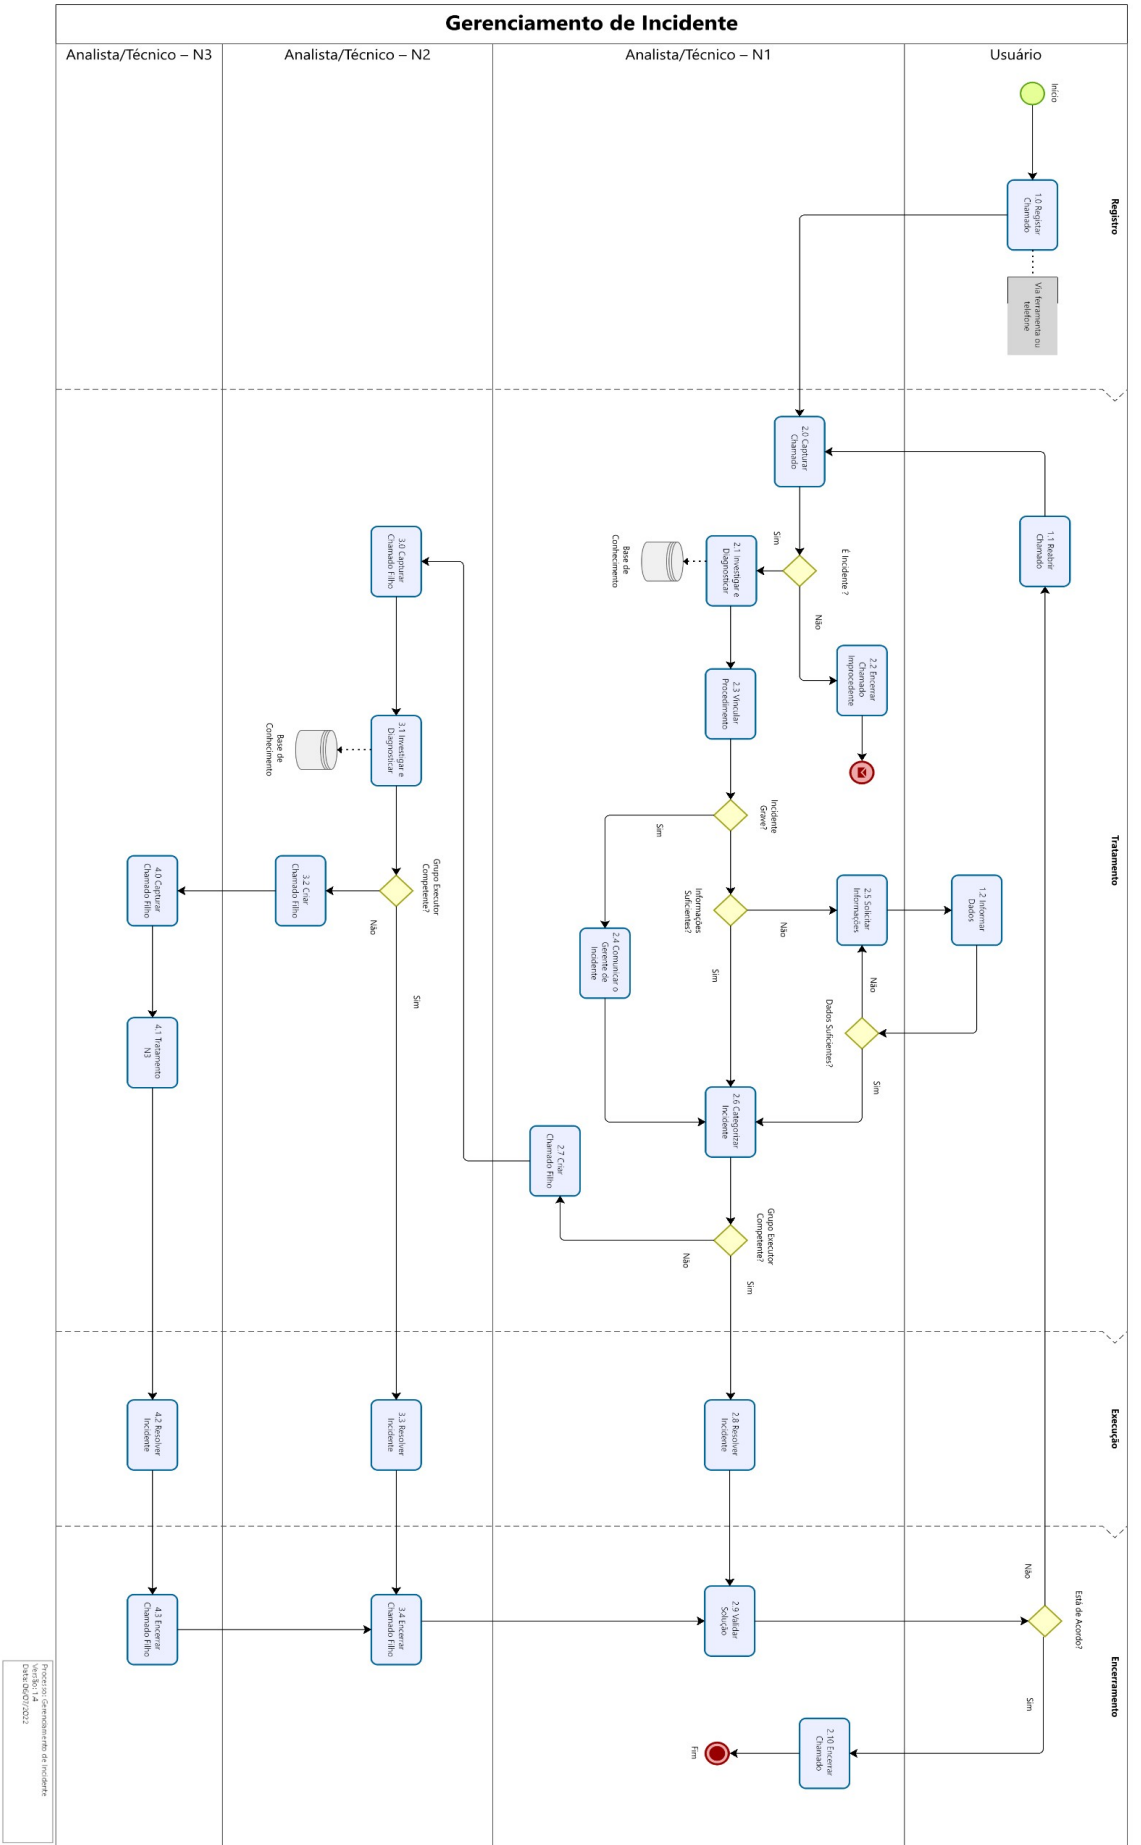 Gerenciamento de Incidente
Analista/Técnico – N3
Analista/Técnico – N2
Analista/Técnico – N1
Usuário
Registro
Início
1.0 Registar
Chamado
Via ferramenta ou
telefone
Tratamento
2.0 Capturar
Chamado
1.1 Reabrir
Chamado
É Incidente ?
Sim
Não
2.1 Investigar e
Diagnosticar
Base de
Conhecimento
2.2 Encerrar
Chamado
Improcedente
2.3 Vincular
Procedimento
3.0 Capturar
Chamado Filho
3.1 Investigar e
Diagnosticar
Base de
Conhecimento
Incidente
Grave?
Sim
Informações
Suficientes?
Não
Sim
2.4 Comunicar o
Gerente de
Incidente
2.5 Solicitar
Informações
1.2 Informar
Dados
Dados Suficientes?
Não
Sim
Grupo Executor
Competente?
Não
Sim
3.2 Criar
Chamado Filho
4.0 Capturar
Chamado Filho
4.1 Tratamento
N3
2.6 Categorizar
Incidente
2.7 Criar
Chamado Filho
Grupo Executor
Competente?
Não
Sim
Execução
4.2 Resolver
Incidente
3.3 Resolver
Incidente
2.8 Resolver
Incidente
Encerramento
4.3 Encerrar
Chamado Filho
3.4 Encerrar
Chamado Filho
2.9 Validar
Solução
Está de Acordo?
Não
Sim
2.10 Encerrar
Chamado
Fim
Processo: Gerenciamento de Incidente
Versão: 1.4
Data: 06/07/2022